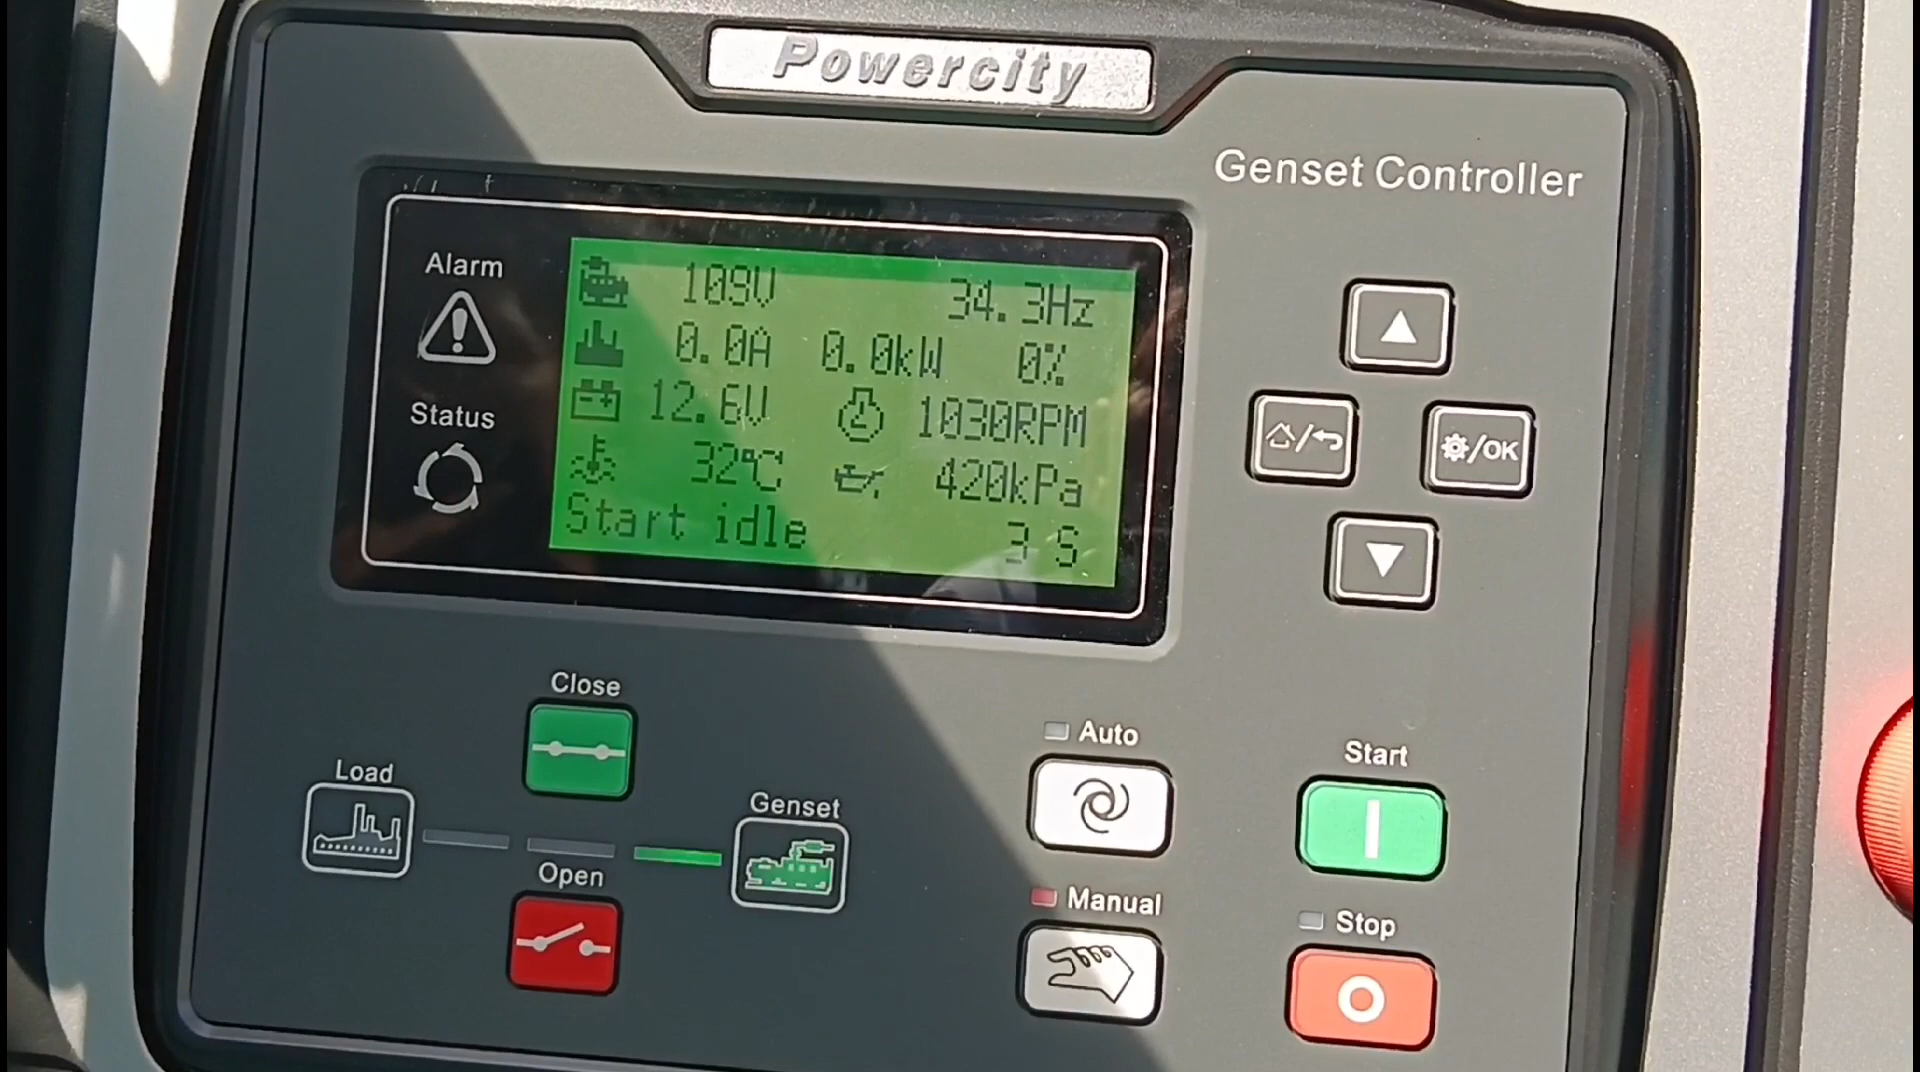 Powercity
Genset Controller
Alarm
109V 34.3Hz
0.0A 0.0kW 0%
Status
12.6V 1030RPM
32℃ 420kPa
Start idle 3 S
/OK
Close
Auto
Start
Load
Genset
Open
Manual
Stop